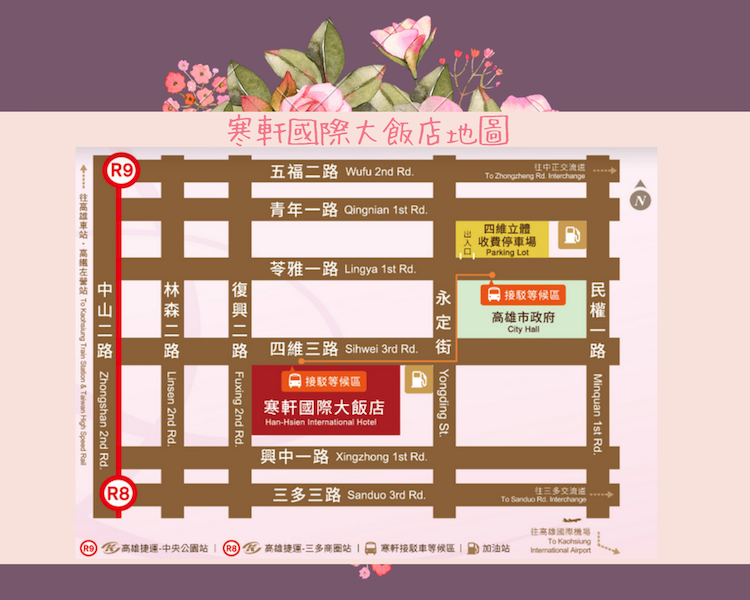 寒軒國際大飯店地圖
R9
五福二路 Wufu 2nd Rd.
往中正交流道
To Zhongzheng Rd. Interchange
往高雄車站・高鐵左營站 To Kaohsiung Train Station & Taiwan High Speed Rail
N
青年一路 Qingnian 1st Rd.
出入口
四維立體
收費停車場
Parking Lot
苓雅一路 Lingya 1st Rd.
中山二路 Zhongshan 2nd Rd.
林森二路 Linsen 2nd Rd.
復興二路 Fuxing 2nd Rd.
永定街 Yongding St.
民權一路 Minquan 1st Rd.
接駁等候區
高雄市政府
City Hall
四維三路 Sihwei 3rd Rd.
接駁等候區
寒軒國際大飯店
Han-Hsien International Hotel
興中一路 Xingzhong 1st Rd.
R8
三多三路 Sanduo 3rd Rd.
往三多交流道
To Sanduo Rd. Interchange
往高雄國際機場
To Kaohsiung
International Airport
R9 高雄捷運-中央公園站 | R8 高雄捷運-三多商圈站 | 寒軒接駁車等候區 | 加油站